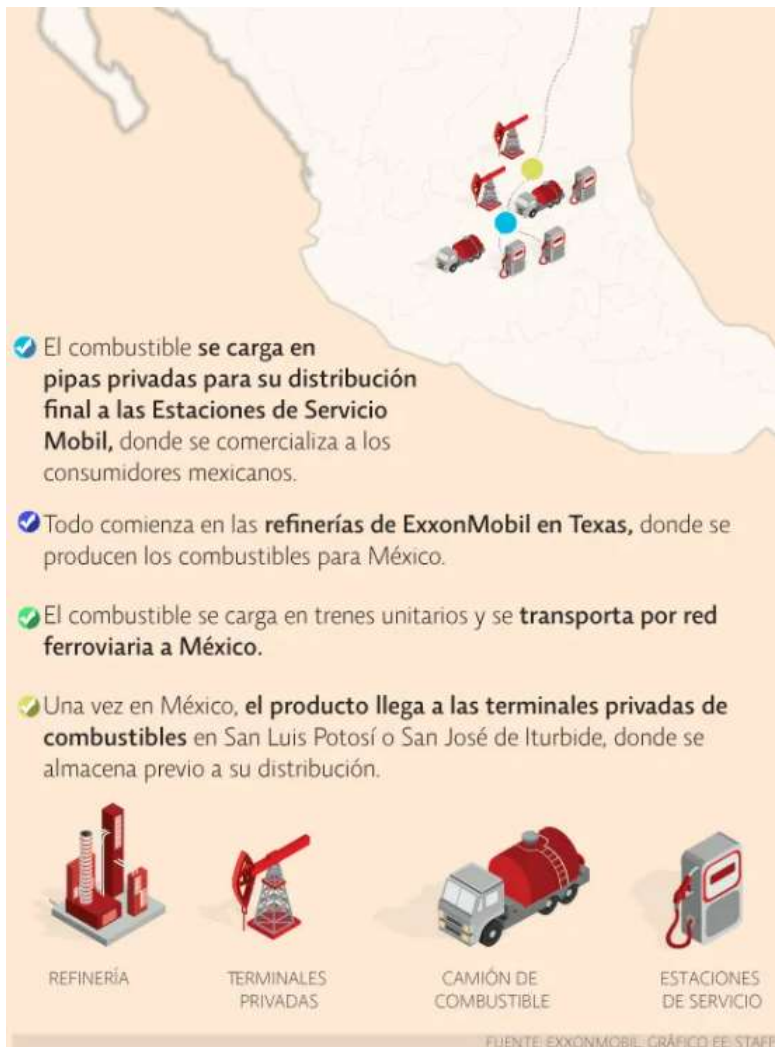 El combustible se carga en
pipas privadas para su distribución
final a las Estaciones de Servicio
Mobil, donde se comercializa a los
consumidores mexicanos.
Todo comienza en las refinerías de ExxonMobil en Texas, donde se
producen los combustibles para México.
El combustible se carga en trenes unitarios y se transporta por red
ferroviaria a México.
Una vez en México, el producto llega a las terminales privadas de
combustibles en San Luis Potosí o San José de Iturbide, donde se
almacena previo a su distribución.
REFINERÍA
TERMINALES
PRIVADAS
CAMIÓN DE
COMBUSTIBLE
ESTACIONES
DE SERVICIO
FUENTE: EXXONMOBIL. GRÁFICO EE: STAFF